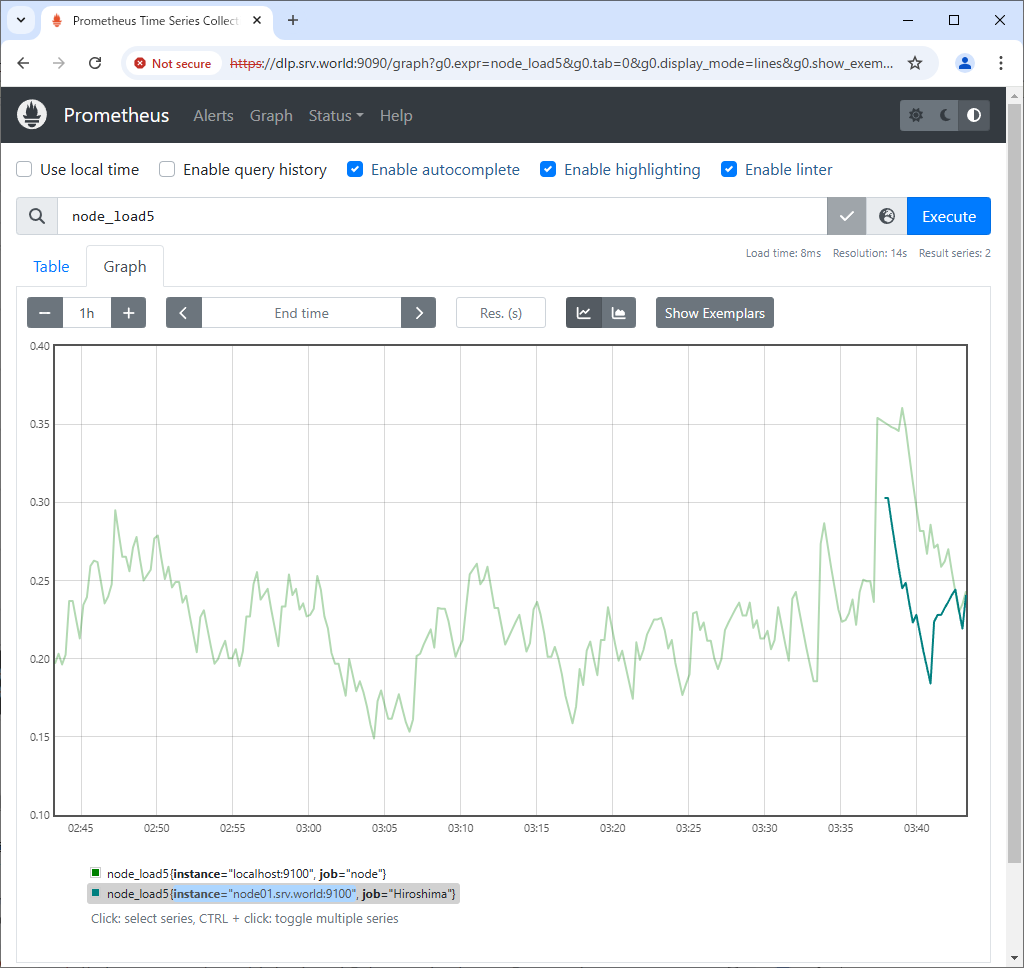 Prometheus Time Series Collect
Not secure https://dlp.srv.world:9090/graph?g0.expr=node_load5&g0.tab=0&g0.display_mode=lines&g0.show_exem...
Prometheus Alerts Graph Status Help
Use local time Enable query history Enable autocomplete Enable highlighting Enable linter
node_load5 Execute
Load time: 8ms Resolution: 14s Result series: 2
Table Graph
1h End time Res. (s) Show Exemplars
0.40
0.35
0.30
0.25
0.20
0.15
0.10
02:45 02:50 02:55 03:00 03:05 03:10 03:15 03:20 03:25 03:30 03:35 03:40
node_load5{instance="localhost:9100", job="node"}
node_load5{instance="node01.srv.world:9100", job="Hiroshima"}
Click: select series, CTRL + click: toggle multiple series